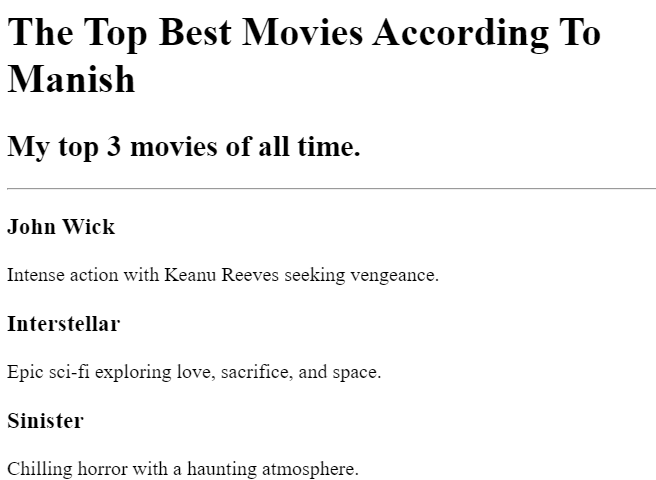 The Top Best Movies According To
Manish
My top 3 movies of all time.
John Wick
Intense action with Keanu Reeves seeking vengeance.
Interstellar
Epic sci-fi exploring love, sacrifice, and space.
Sinister
Chilling horror with a haunting atmosphere.